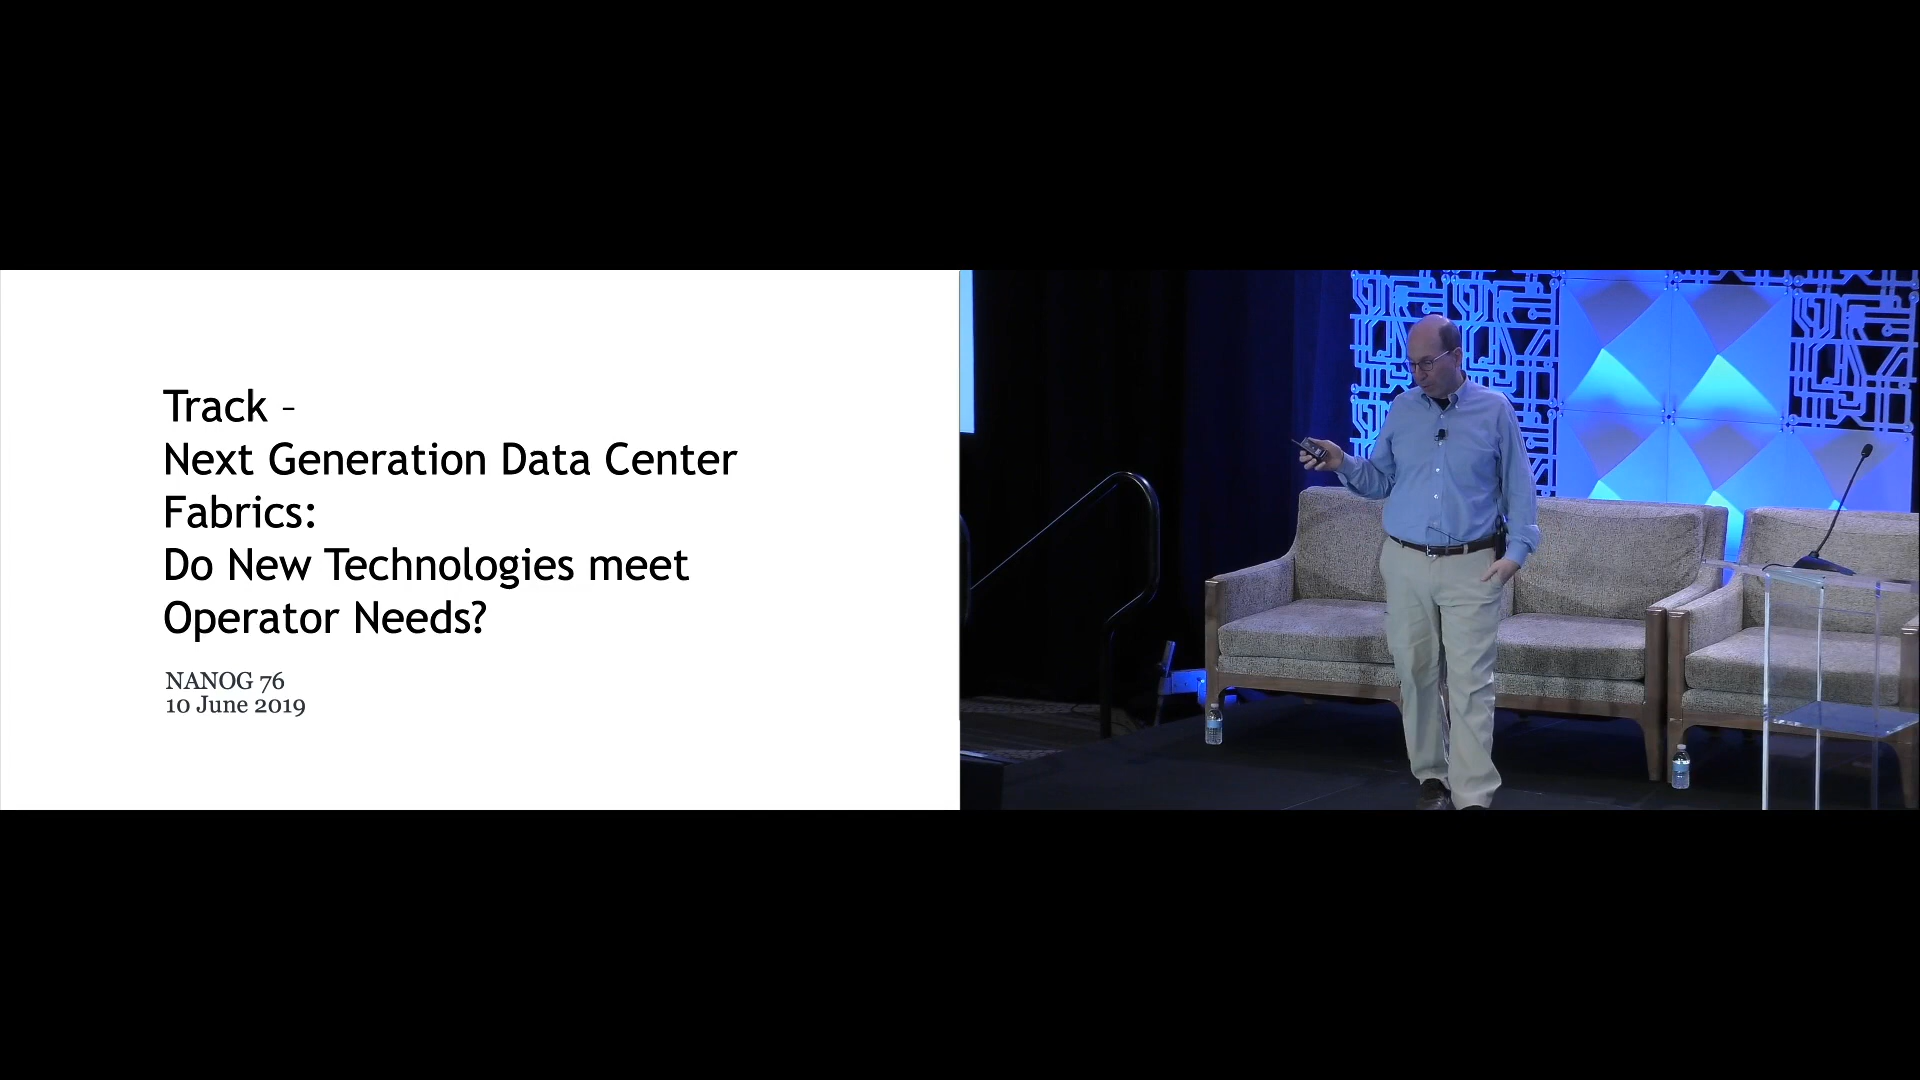 Track –
Next Generation Data Center
Fabrics:
Do New Technologies meet
Operator Needs?
NANOG 76
10 June 2019